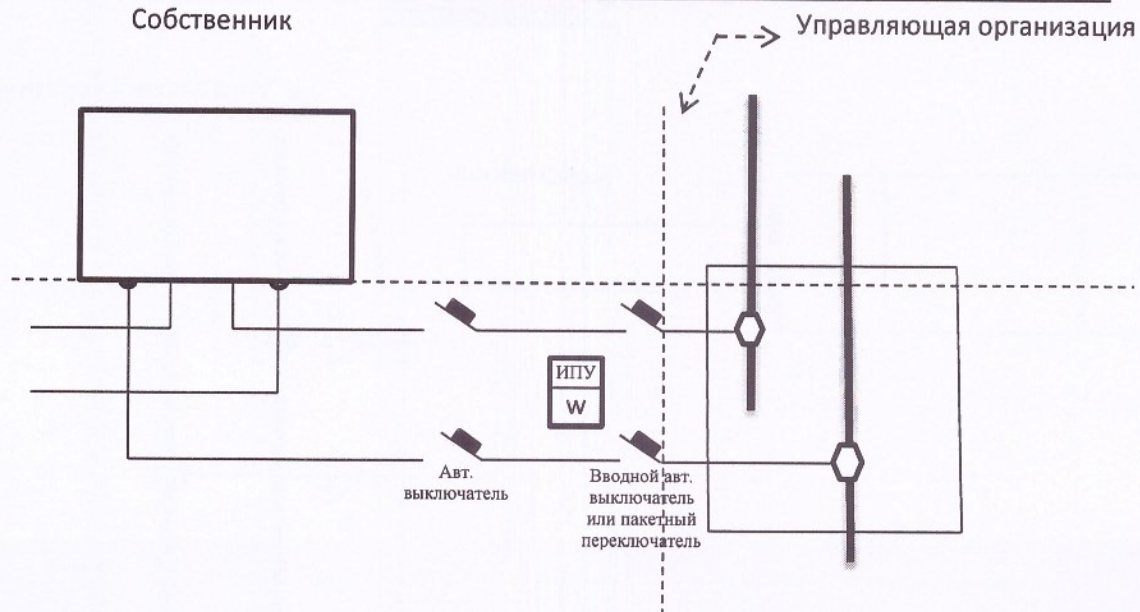 Собственник
Управляющая организация
ИПУ
W
Авт.
выключатель
Вводной авт.
выключатель
или пакетный
переключатель